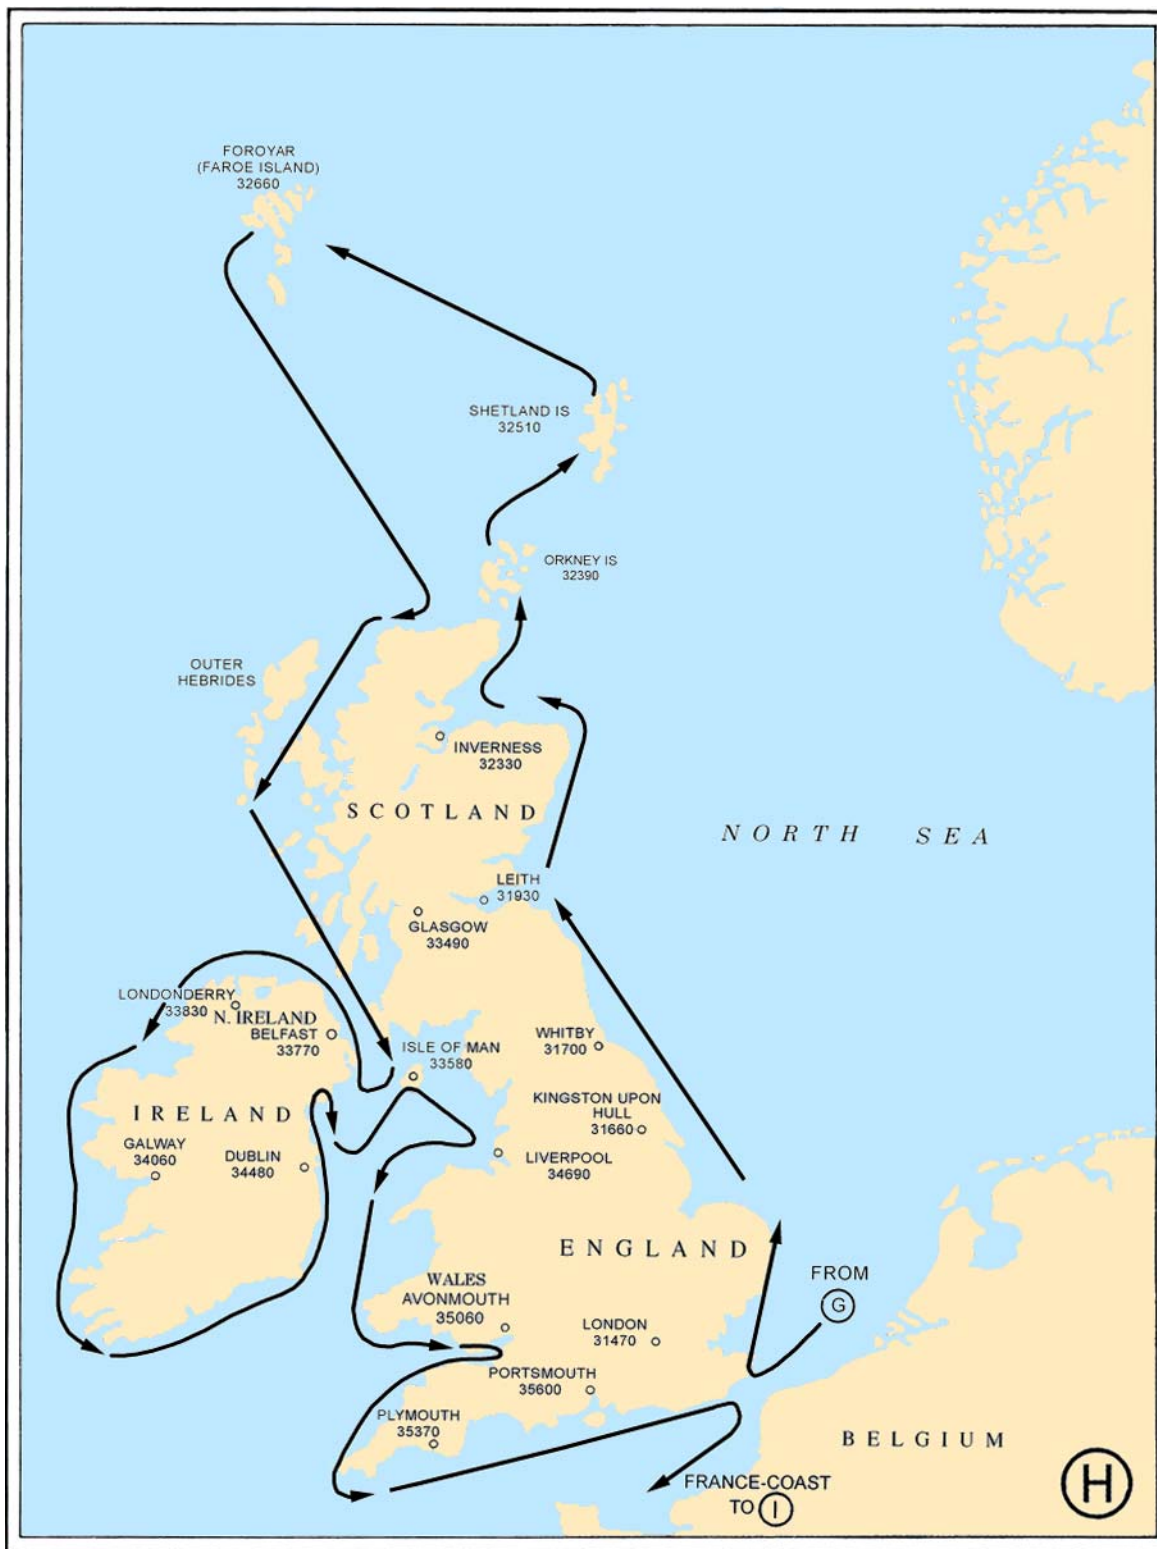 FOROYAR
(FAROE ISLAND)
32660
SHETLAND IS
32510
ORKNEY IS
32390
OUTER
HEBRIDES
INVERNESS
32330
SCOTLAND
NORTH SEA
LEITH
31930
GLASGOW
33490
LONDONDERRY
33830
N. IRELAND
BELFAST
33770
ISLE OF MAN
33580
WHITBY
31700
KINGSTON UPON
HULL
31660
IRELAND
GALWAY
34060
DUBLIN
34480
LIVERPOOL
34690
ENGLAND
FROM
G
WALES
AVONMOUTH
35060
LONDON
31470
PORTSMOUTH
35600
PLYMOUTH
35370
BELGIUM
FRANCE-COAST
TO I
H